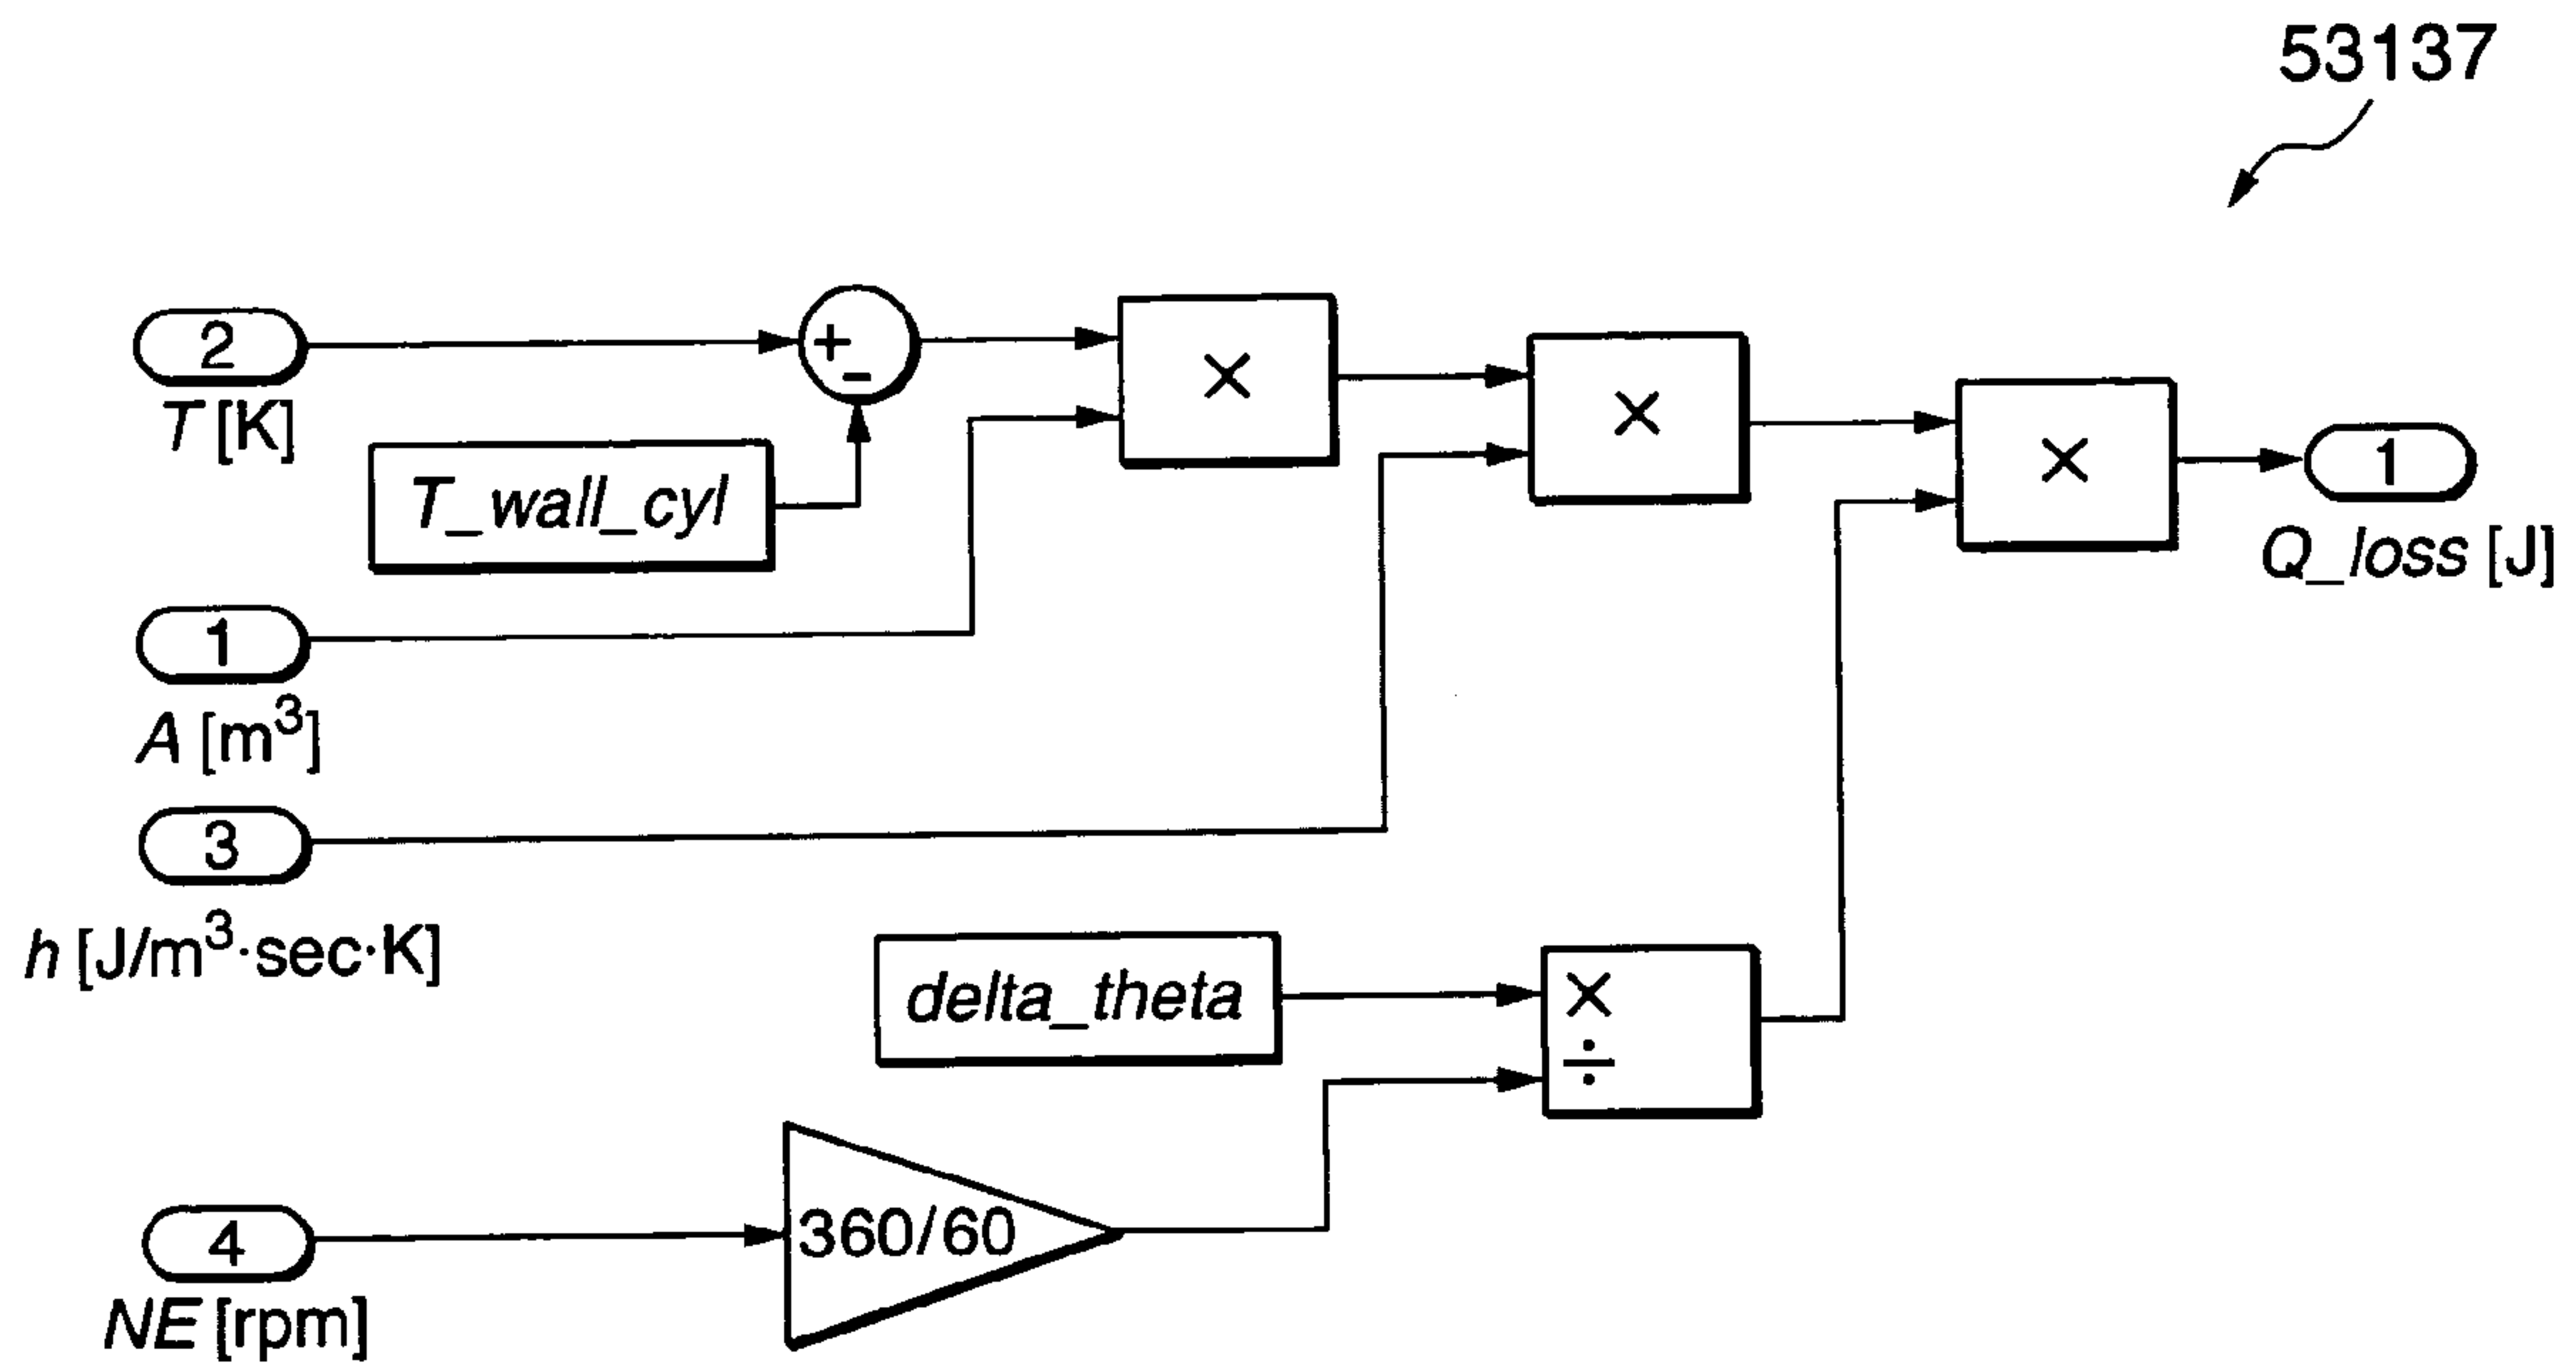 53137
2
T [K]
+
-
T_wall_cyl
×
×
×
1
Q_loss [J]
1
A [m³]
3
h [J/m³·sec·K]
delta_theta
×
÷
4
NE [rpm]
360/60